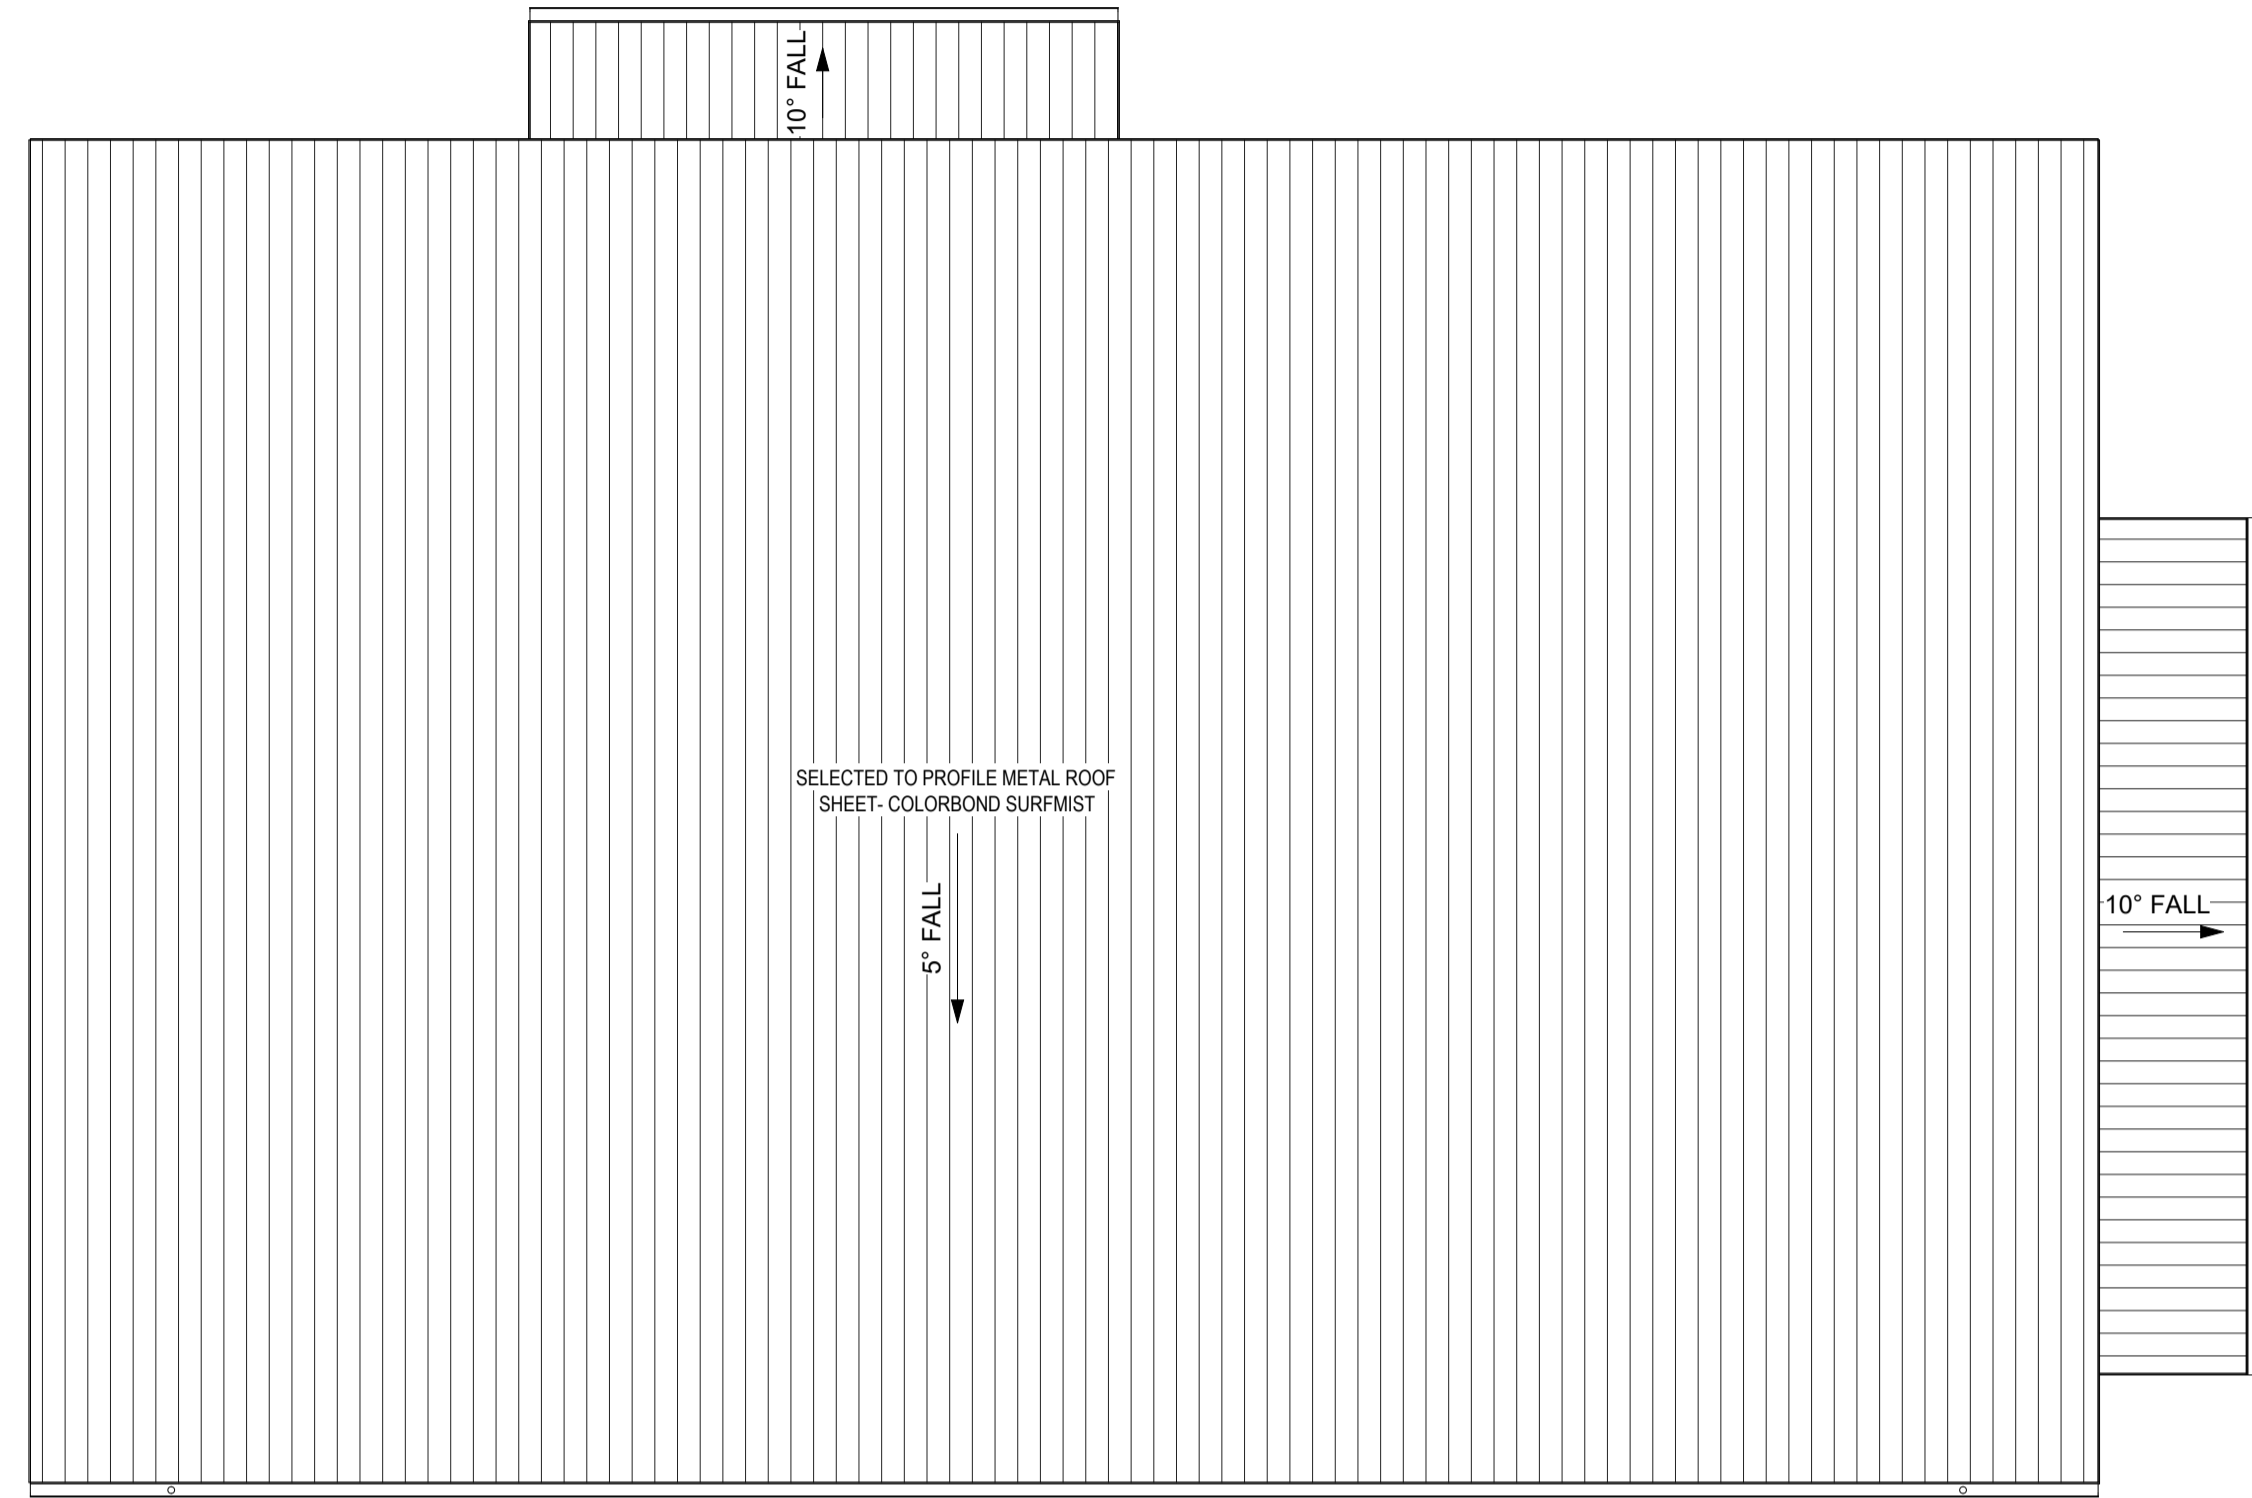 10° FALL
SELECTED TO PROFILE METAL ROOF
SHEET- COLORBOND SURFMIST
5° FALL
10° FALL